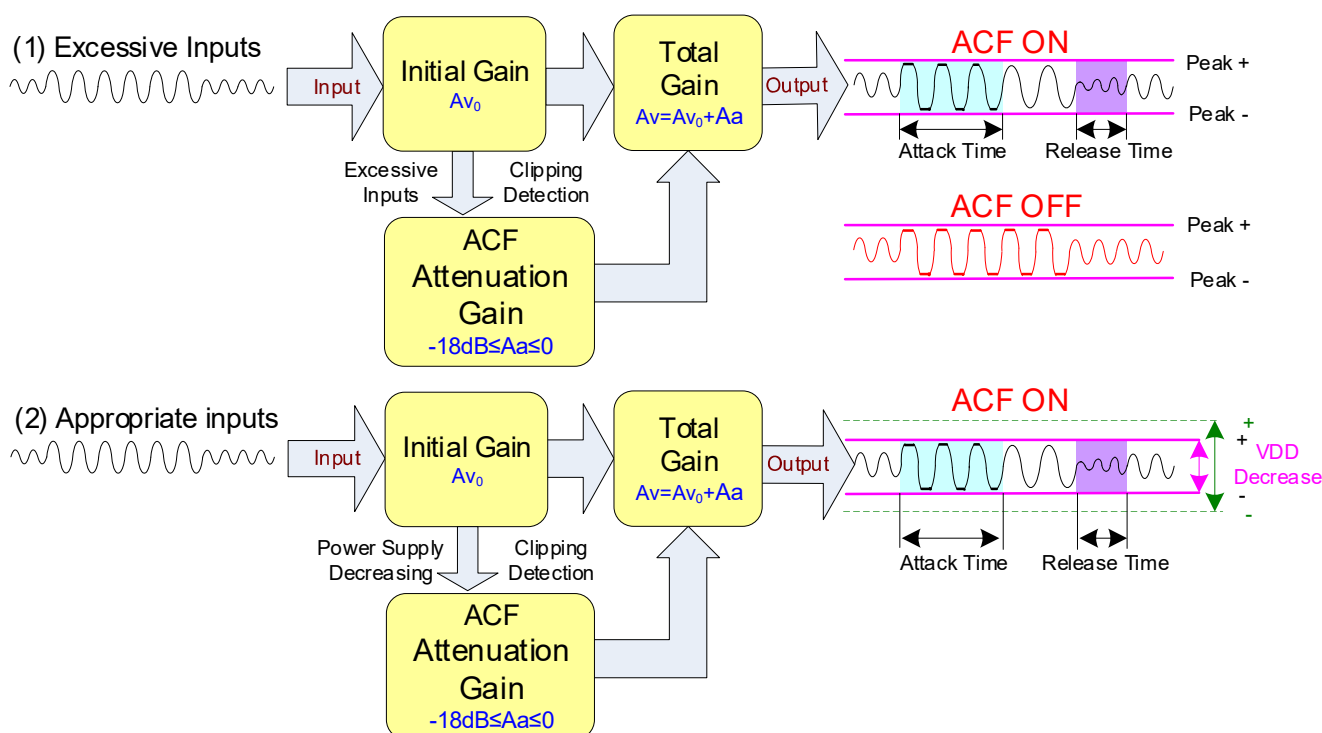 (1) Excessive Inputs
Input
Initial Gain
Av₀
Total
Gain
Av=Av₀+Aa
Output
ACF ON
Peak +
Peak -
Attack Time
Release Time
Excessive
Inputs
Clipping
Detection
ACF
Attenuation
Gain
-18dB≤Aa≤0
ACF OFF
Peak +
Peak -
(2) Appropriate inputs
Input
Initial Gain
Av₀
Total
Gain
Av=Av₀+Aa
Output
ACF ON
+
+
VDD
Decrease
-
-
Attack Time
Release Time
Power Supply
Decreasing
Clipping
Detection
ACF
Attenuation
Gain
-18dB≤Aa≤0